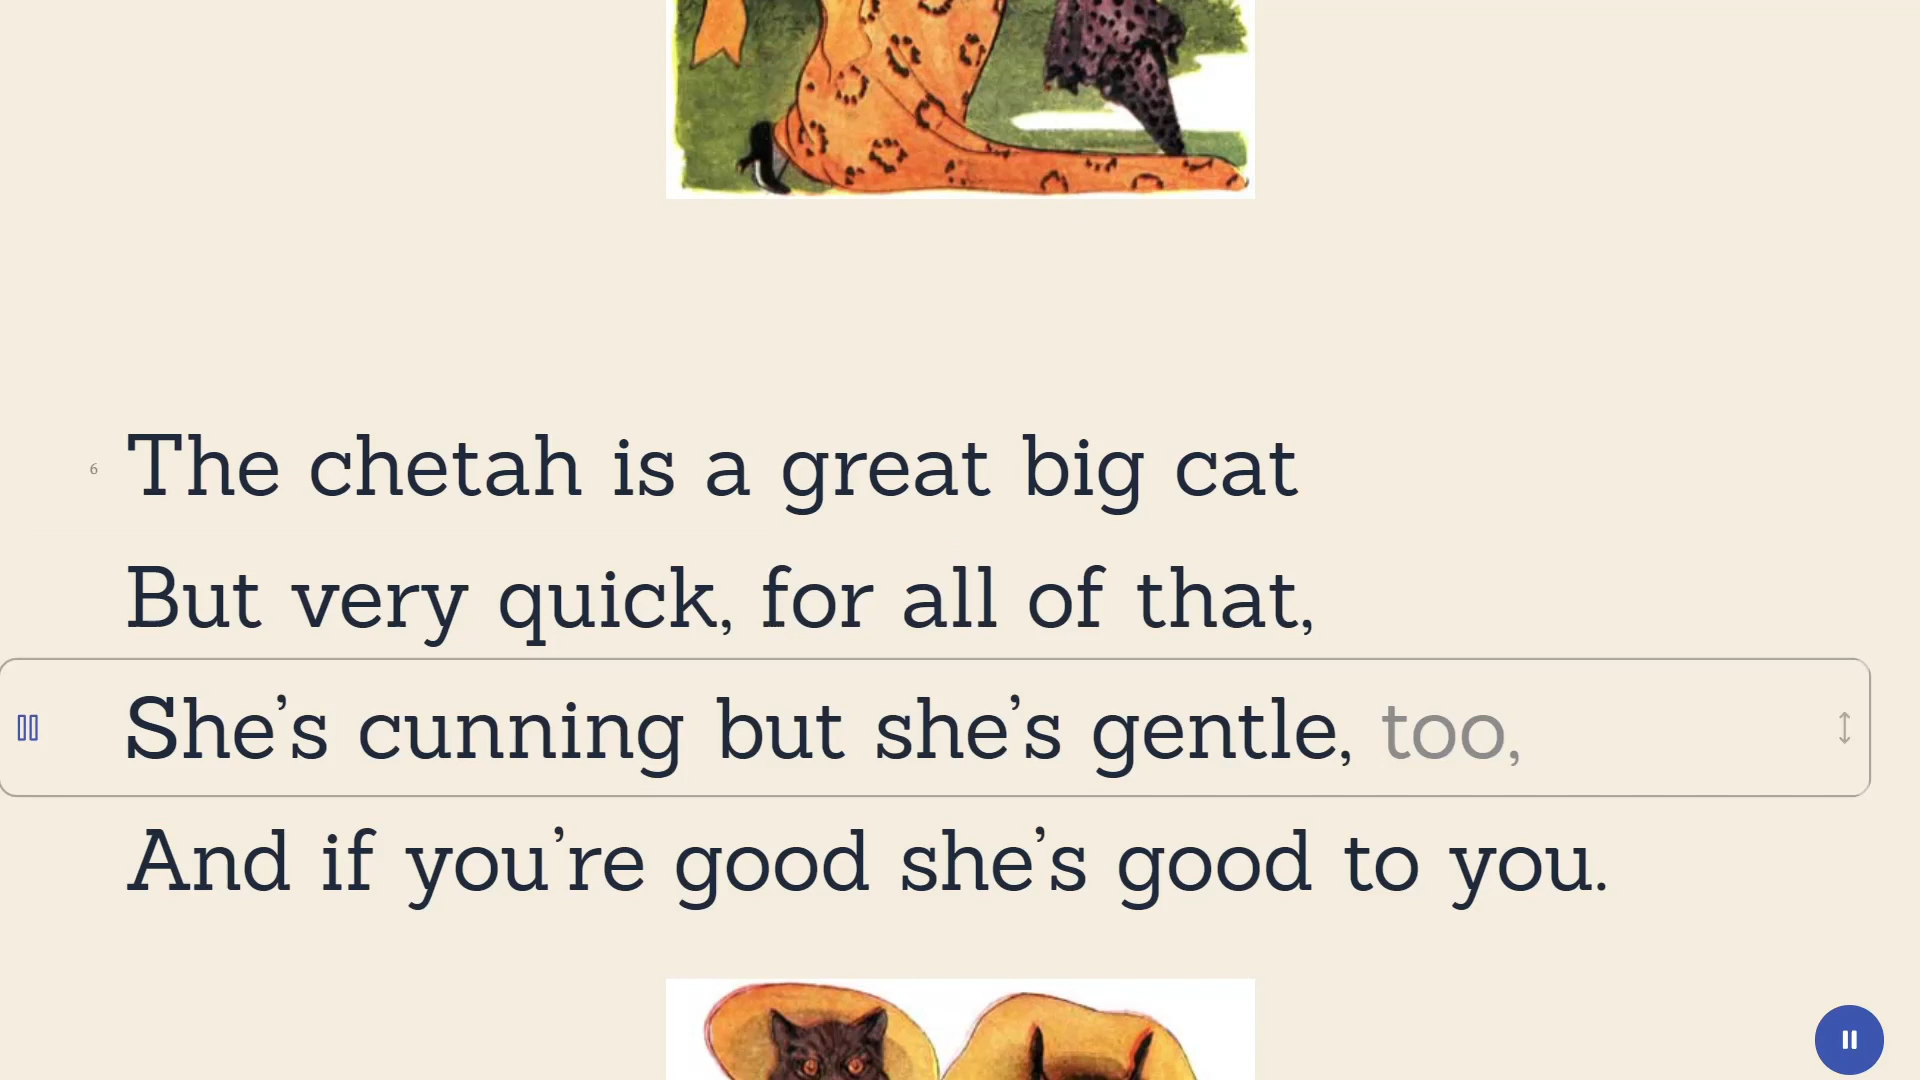 6
The chetah is a great big cat
But very quick, for all of that,
She’s cunning but she’s gentle, too,
And if you’re good she’s good to you.